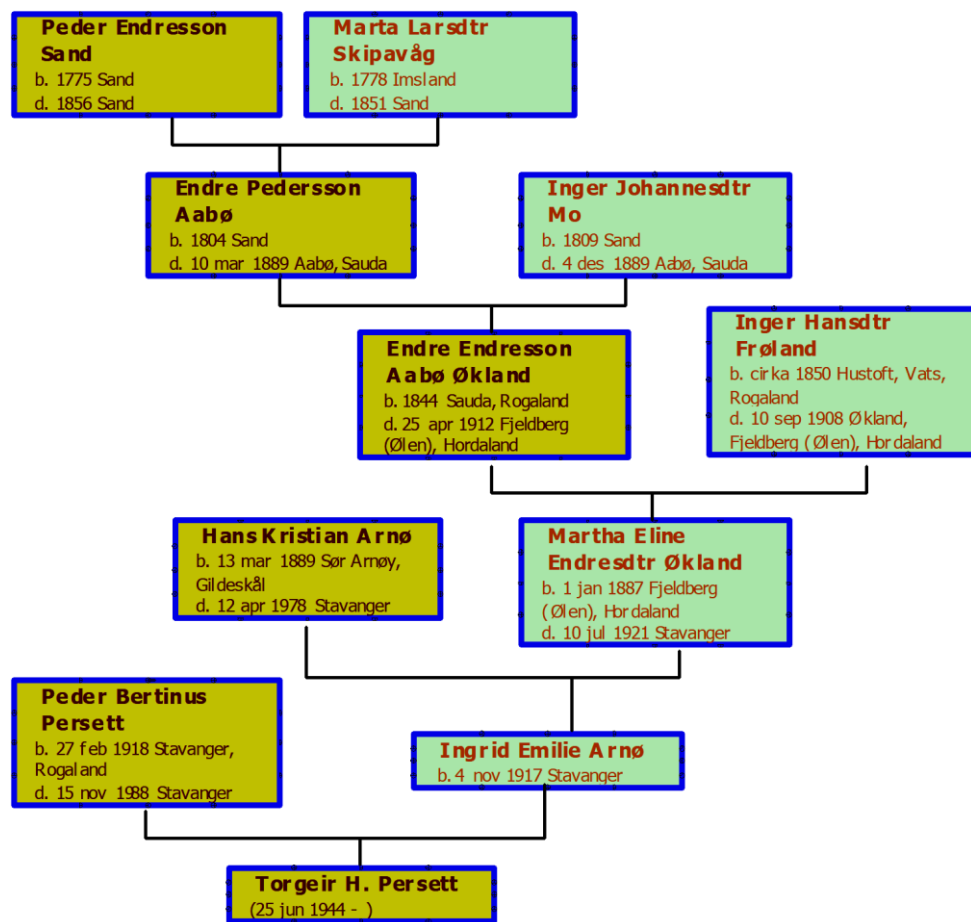 Peder Endresson
Sand
b. 1775 Sand
d. 1856 Sand
Marta Larsdtr
Skipavåg
b. 1778 Imsland
d. 1851 Sand
Endre Pedersson
Aabø
b. 1804 Sand
d. 10 mar 1889 Aabø, Sauda
Inger Johannesdtr
Mo
b. 1809 Sand
d. 4 des 1889 Aabø, Sauda
Endre Endresson
Aabø Økland
b. 1844 Sauda, Rogaland
d. 25 apr 1912 Fjeldberg
(Ølen), Hordaland
Inger Hansdtr
Frøland
b. cirka 1850 Hustoft, Vats,
Rogaland
d. 10 sep 1908 Økland,
Fjeldberg (Ølen), Hordaland
Hans Kristian Arnø
b. 13 mar 1889 Sør Arnøy,
Gildeskål
d. 12 apr 1978 Stavanger
Martha Eline
Endresdtr Økland
b. 1 jan 1887 Fjeldberg
(Ølen), Hordaland
d. 10 jul 1921 Stavanger
Peder Bertinus
Persett
b. 27 feb 1918 Stavanger,
Rogaland
d. 15 nov 1988 Stavanger
Ingrid Emilie Arnø
b. 4 nov 1917 Stavanger
Torgeir H. Persett
(25 jun 1944 - )